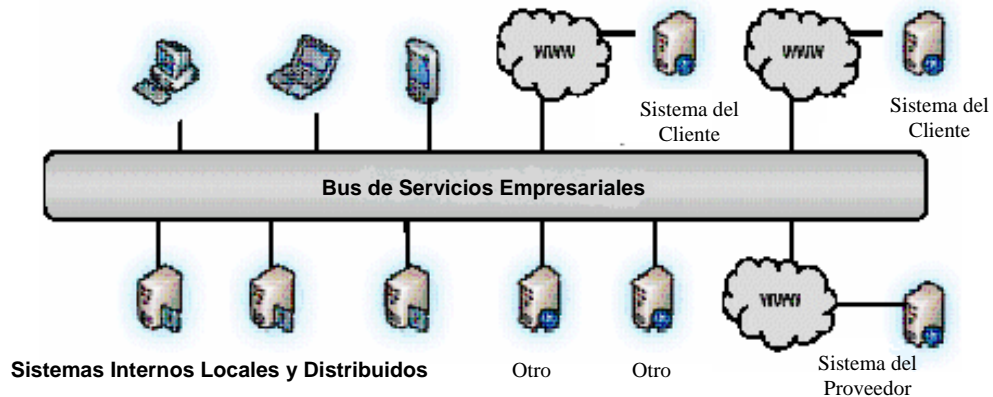 WWW
WWW
Sistema del
Cliente
Sistema del
Cliente
Bus de Servicios Empresariales
WWW
Sistemas Internos Locales y Distribuidos
Otro
Otro
Sistema del
Proveedor